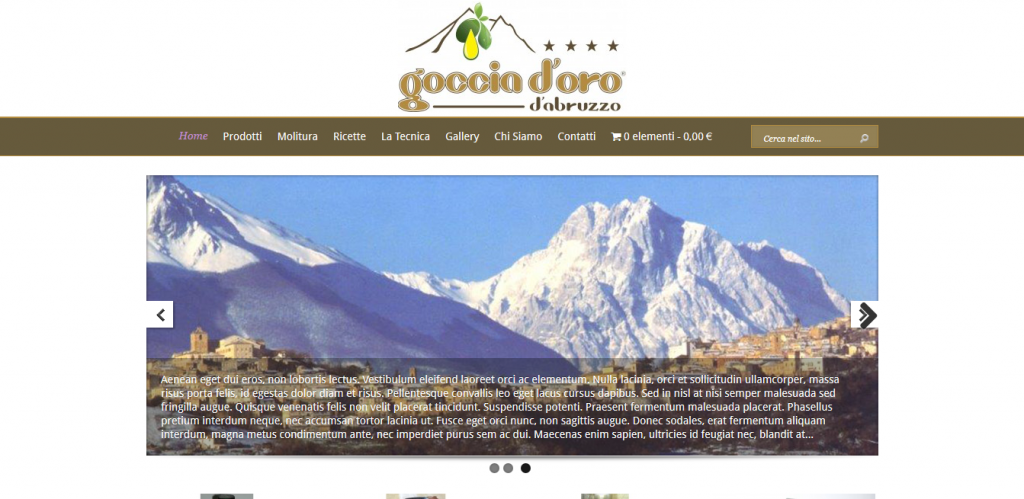 goccia d'oro®
d'abruzzo
Home Prodotti Molitura Ricette La Tecnica Gallery Chi Siamo Contatti 0 elementi - 0,00 € Cerca nel sito...
Aenean eget dui eros, non lobortis lectus. Vestibulum eleifend laoreet orci ac elementum. Nulla lacinia, orci et sollicitudin ullamcorper, massa
risus porta felis, id egestas dolor diam et risus. Pellentesque convallis leo eget lacus cursus dapibus. Sed in nisl at nisi semper malesuada sed
fringilla augue. Quisque venenatis felis non velit placerat tincidunt. Suspendisse potenti. Praesent fermentum malesuada placerat. Phasellus
pretium interdum neque, nec accumsan tortor lacinia ut. Fusce eget orci nunc, non sagittis augue. Donec sodales, erat fermentum aliquam
interdum, magna metus condimentum ante, nec imperdiet purus sem ac dui. Maecenas enim sapien, ultricies id feugiat nec, blandit at...